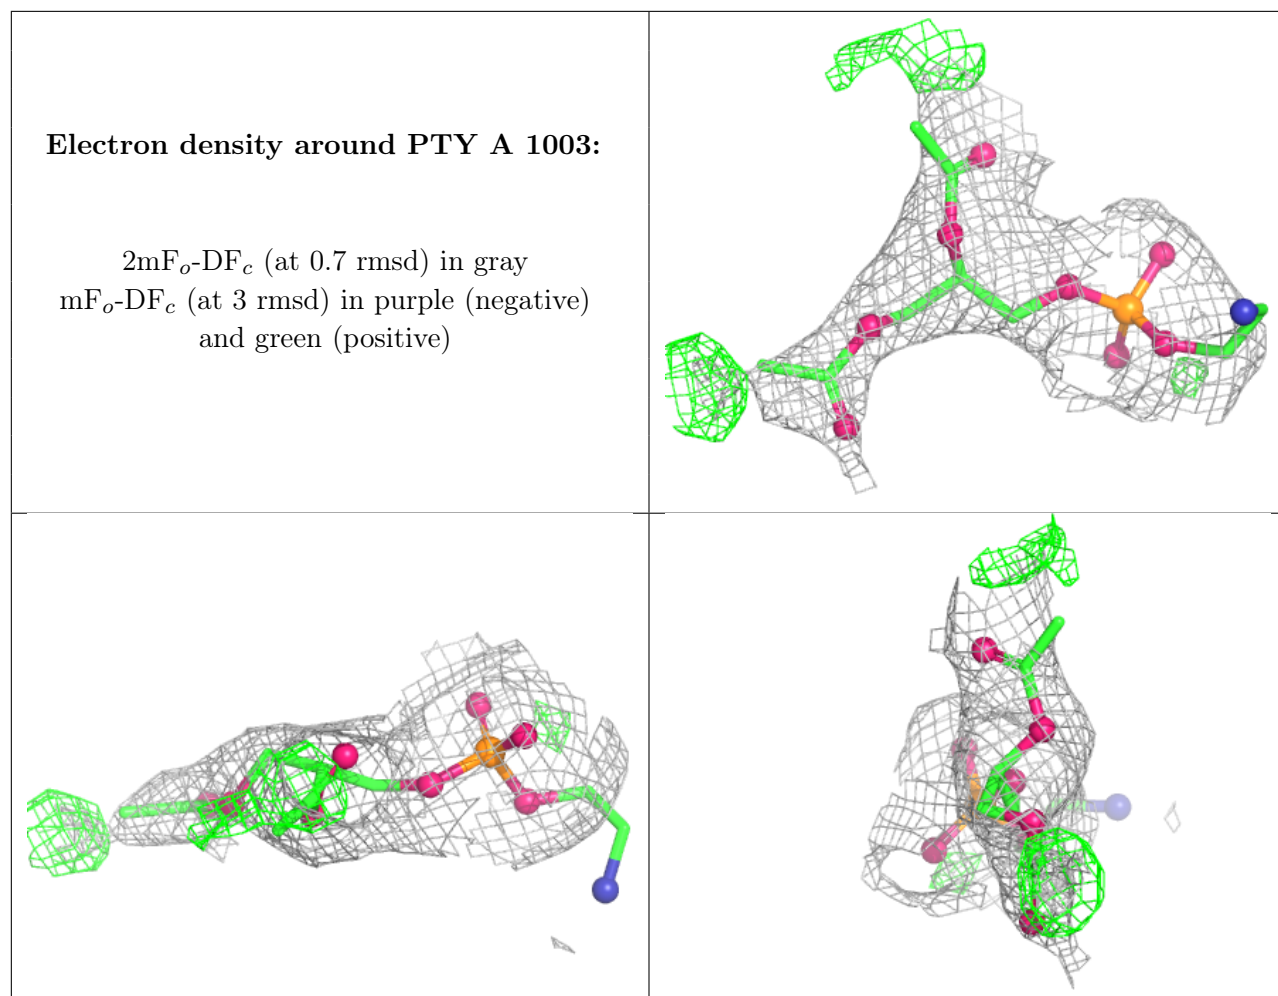 Electron density around PTY A 1003:
2mFo-DFc (at 0.7 rmsd) in gray
mFo-DFc (at 3 rmsd) in purple (negative)
and green (positive)